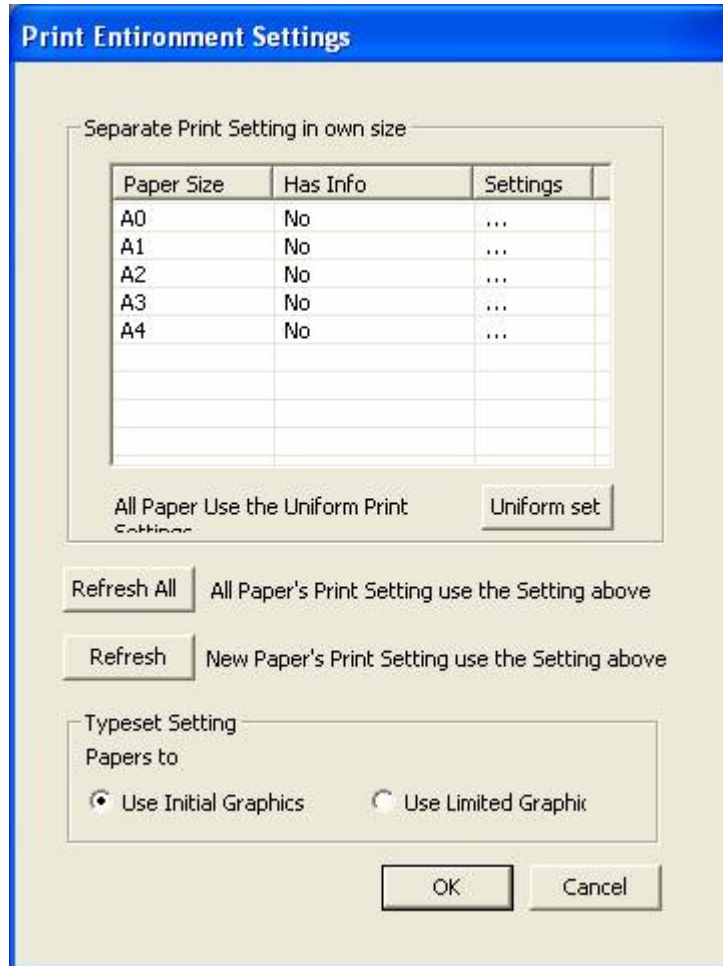 Print Entironment Settings
Separate Print Setting in own size
Paper Size Has Info Settings
A0 No ...
A1 No ...
A2 No ...
A3 No ...
A4 No ...
All Paper Use the Uniform Print
Settings
Uniform set
Refresh All All Paper's Print Setting use the Setting above
Refresh New Paper's Print Setting use the Setting above
Typeset Setting
Papers to
Use Initial Graphics Use Limited Graphic
OK Cancel